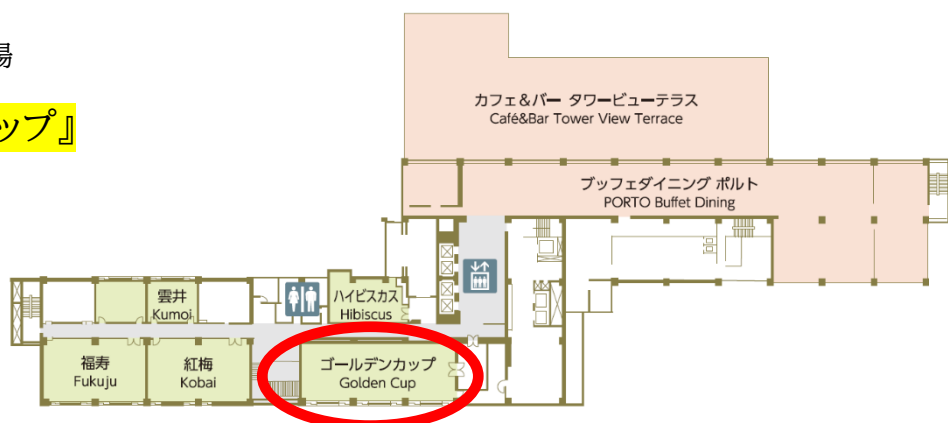 場
ップ』
カフェ&バー タワービューテラス
Café&Bar Tower View Terrace
ブッフェダイニング ポルト
PORTO Buffet Dining
雲井
Kumoi
ハイビスカス
Hibiscus
福寿
Fukuju
紅梅
Kobai
ゴールデンカップ
Golden Cup